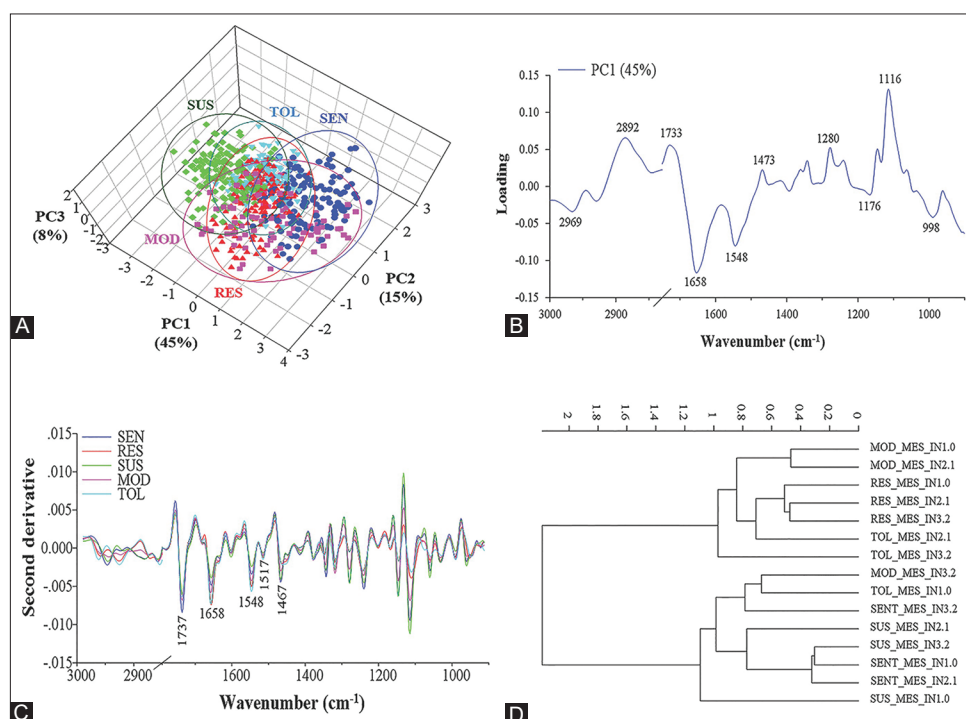 SUS
TOL
SEN
MOD
RES
2
1
0
-1
-2
PC3
(8%)
-3
-3
-2
-1
0
1
2
3
4
PC1
(45%)
-3
-2
-1
0
1
2
3
PC2
(15%)
A
PC1 (45%)
0.15
0.10
0.05
0.00
-0.05
-0.10
-0.15
Loading
2969
2892
1733
1658
1548
1473
1280
1176
1116
998
3000
2900
1600
1400
1200
1000
Wavenumber (cm-1)
B
.015
.010
.005
0.000
-.005
-.010
-.015
Second derivative
SEN
RES
SUS
MOD
TOL
1737
1658
1548
1517
1467
3000
2900
1600
1400
1200
1000
Wavenumber (cm-1)
C
2
1.8
1.6
1.4
1.2
1
0.8
0.6
0.4
0.2
0
MOD_MES_IN1.0
MOD_MES_IN2.1
RES_MES_IN1.0
RES_MES_IN2.1
RES_MES_IN3.2
TOL_MES_IN2.1
TOL_MES_IN3.2
MOD_MES_IN3.2
TOL_MES_IN1.0
SENT_MES_IN3.2
SUS_MES_IN2.1
SUS_MES_IN3.2
SENT_MES_IN1.0
SENT_MES_IN2.1
SUS_MES_IN1.0
D